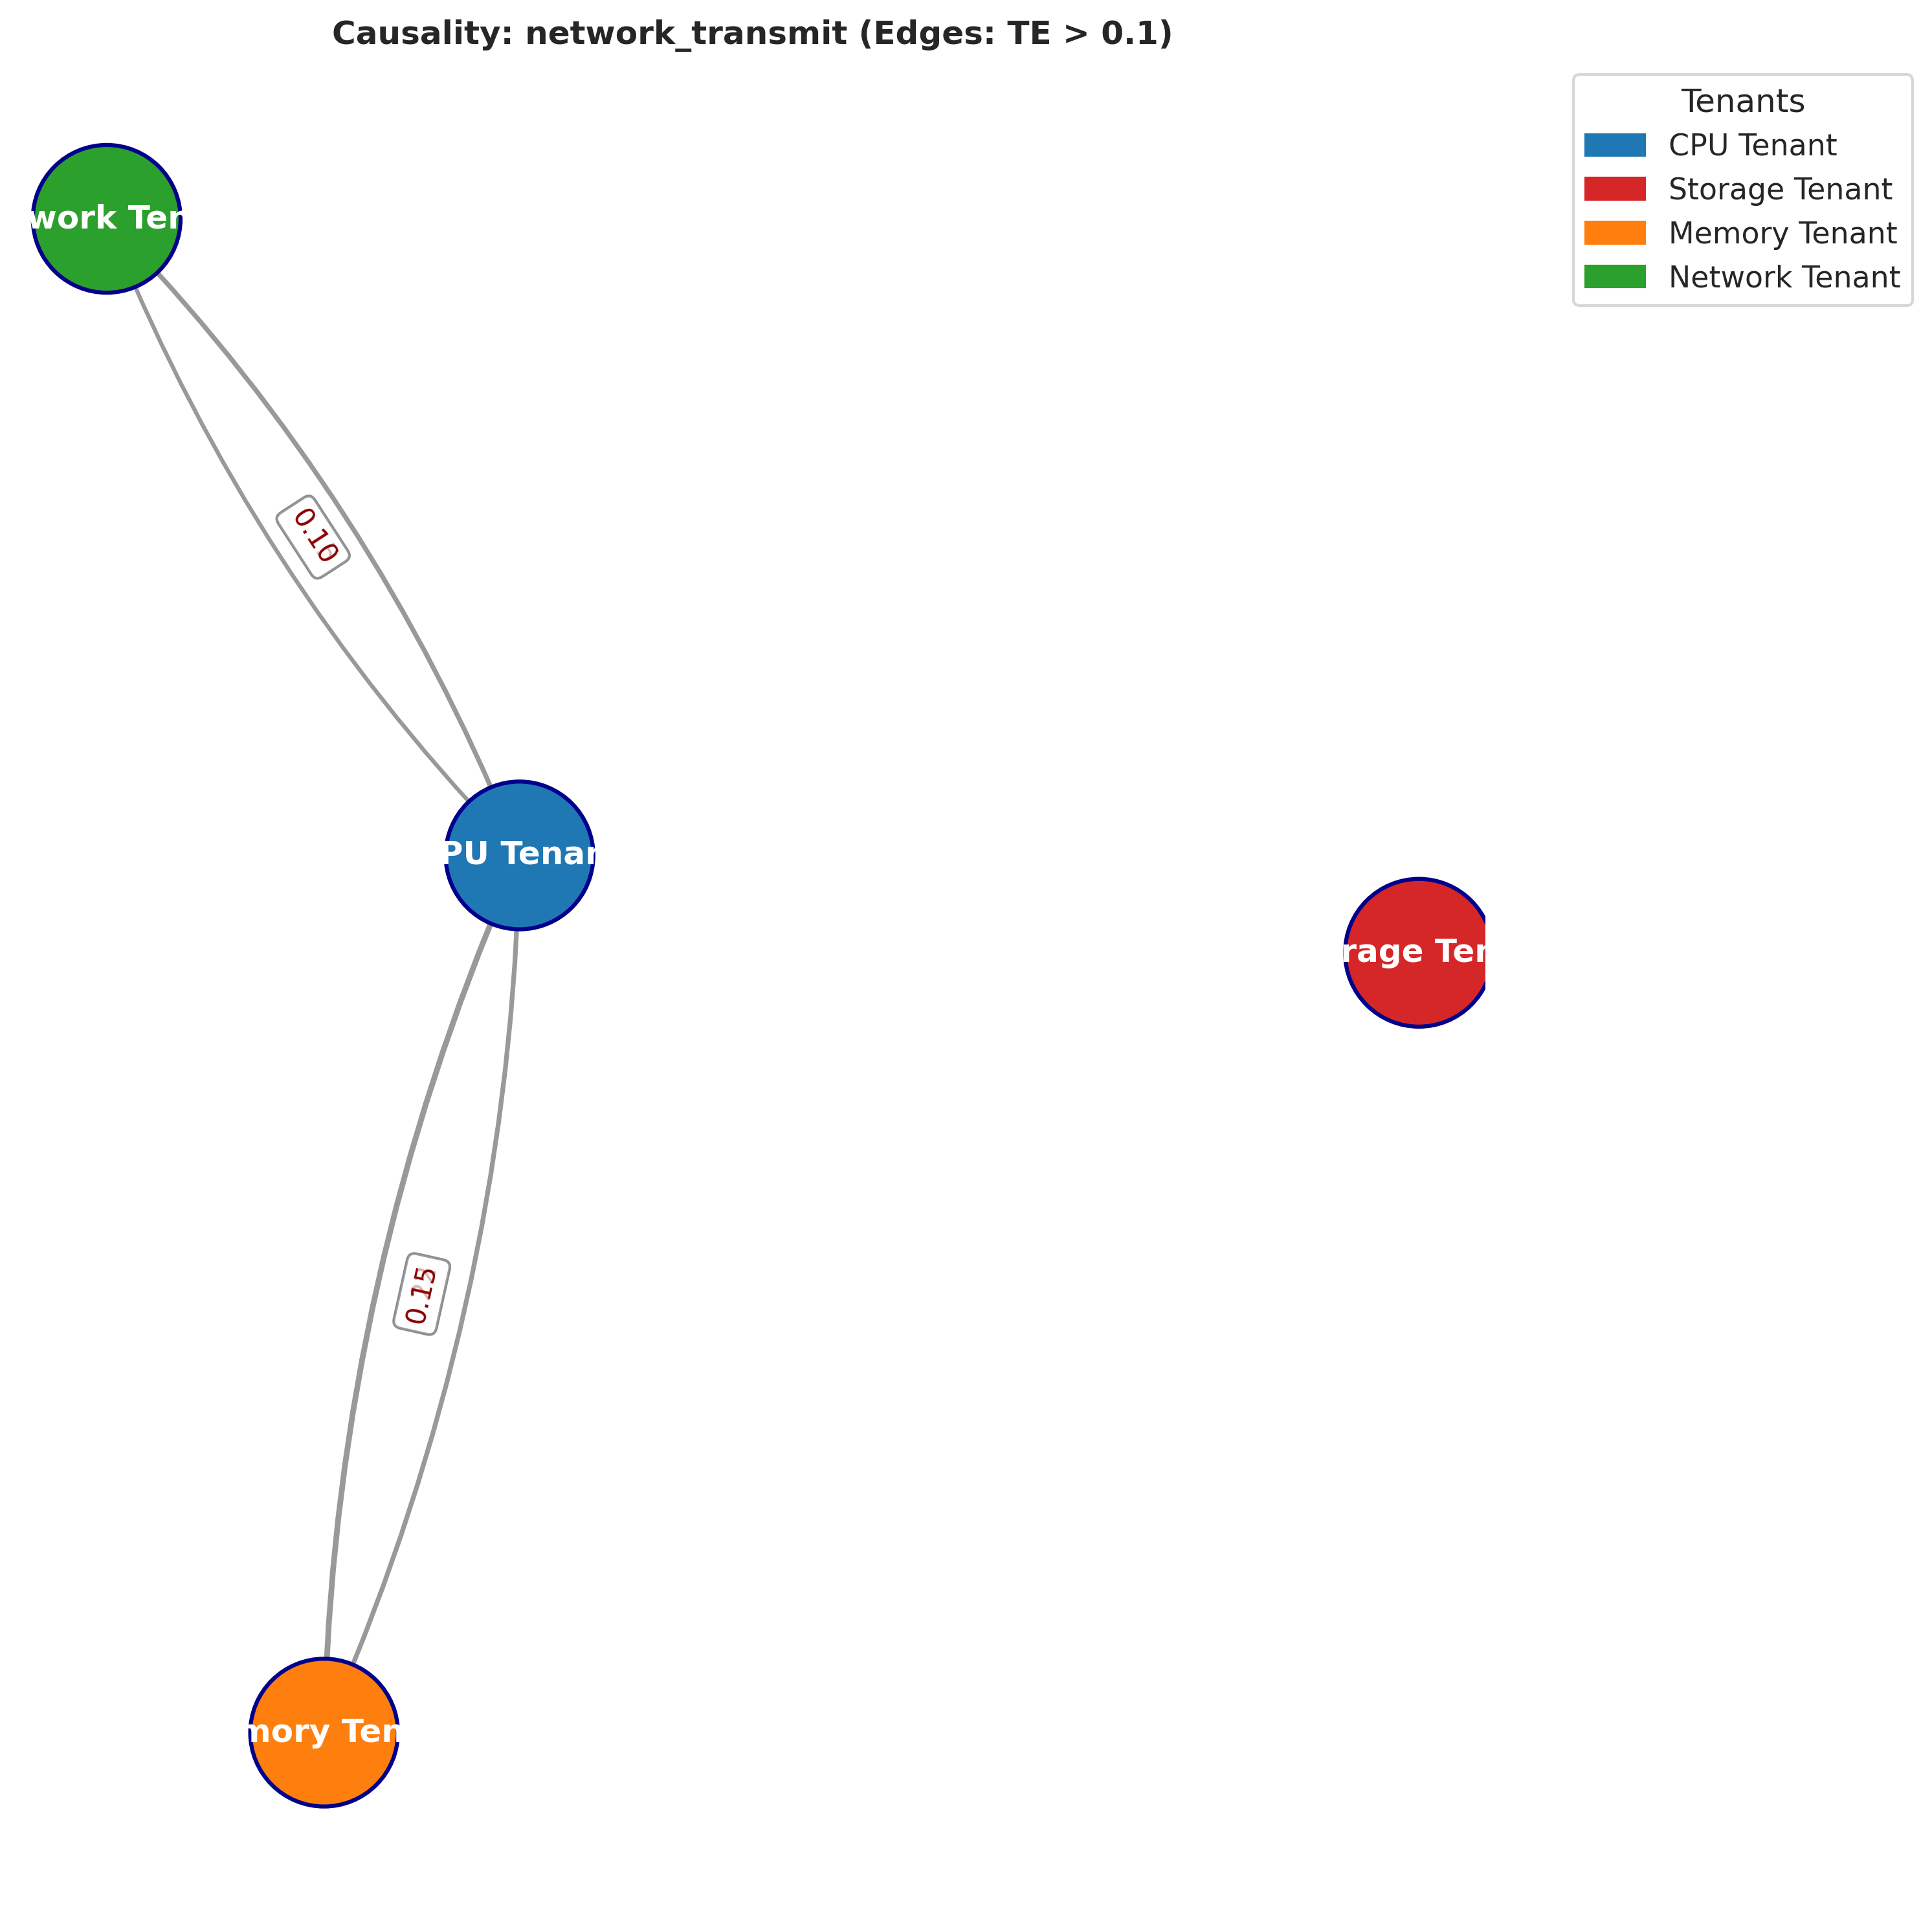 Causality: network_transmit (Edges: TE > 0.1)
Tenants
CPU Tenant
Storage Tenant
Memory Tenant
Network Tenant
work Ten
0.10
PU Tenan
rage Ten
0.15
mory Ten